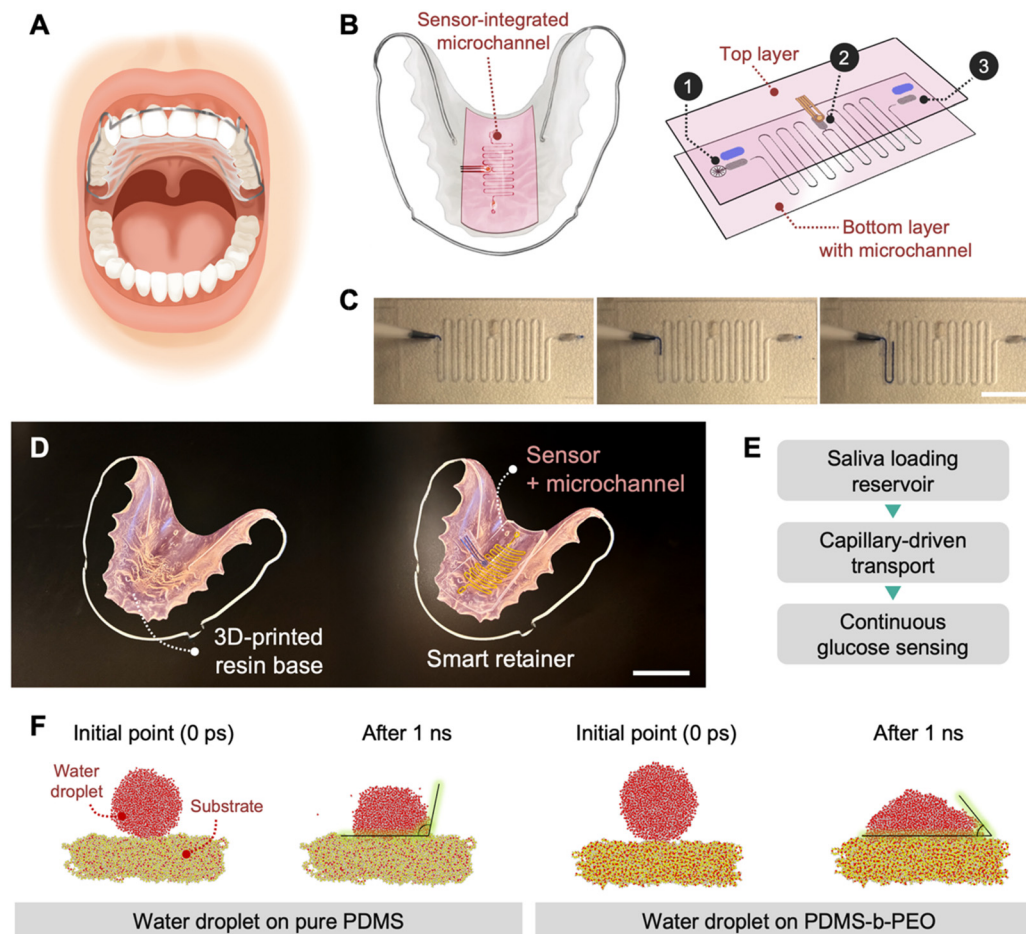 A
B
Sensor-integrated
microchannel
Top layer
1
2
3
Bottom layer
with microchannel
C
D
Sensor
+ microchannel
3D-printed
resin base
Smart retainer
E
Saliva loading
reservoir
Capillary-driven
transport
Continuous
glucose sensing
F
Initial point (0 ps)
After 1 ns
Initial point (0 ps)
After 1 ns
Water
droplet
Substrate
Water droplet on pure PDMS
Water droplet on PDMS-b-PEO